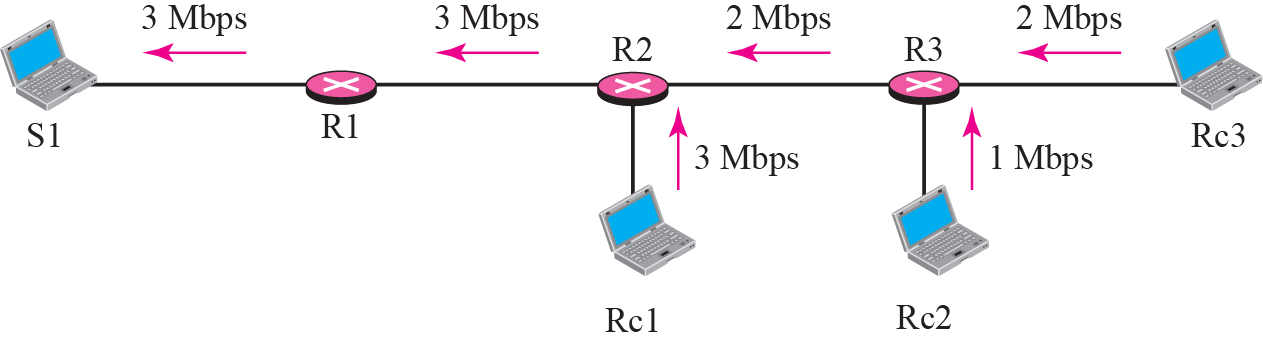 3 Mbps
3 Mbps
2 Mbps
2 Mbps
R2
R3
S1
R1
Rc3
3 Mbps
1 Mbps
Rc1
Rc2